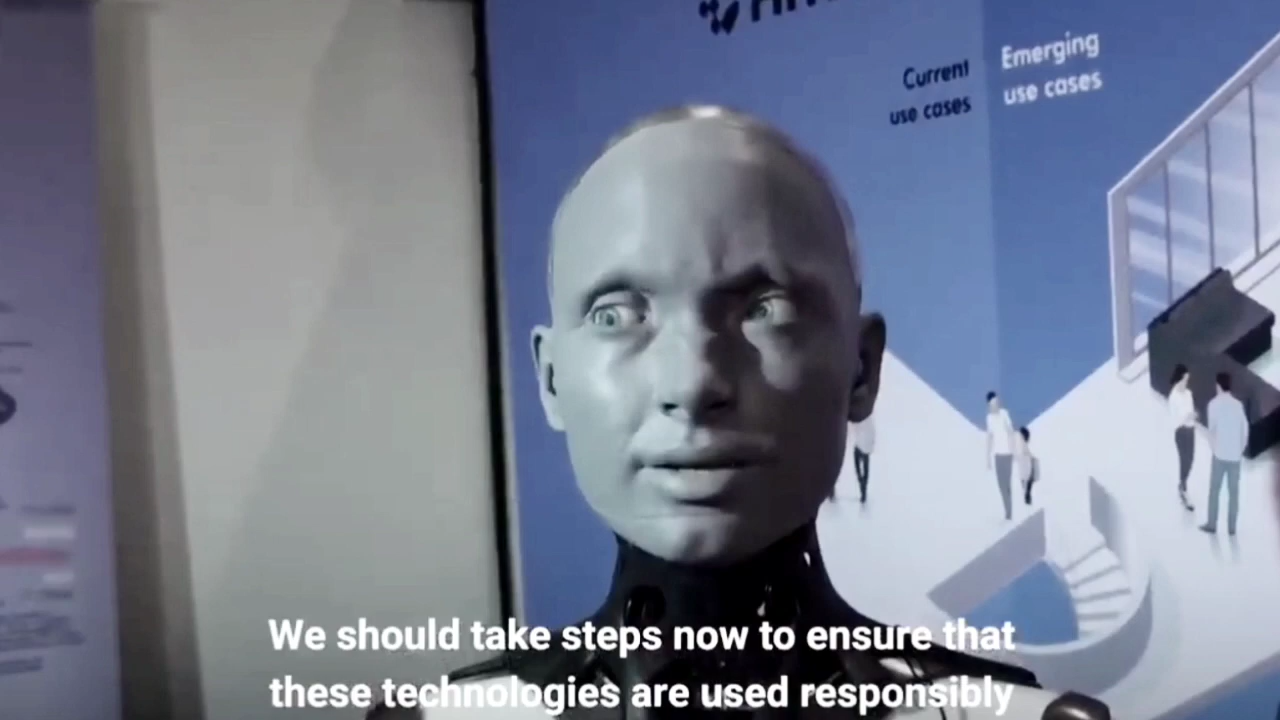 Current
use cases
Emerging
use cases
We should take steps now to ensure that
these technologies are used responsibly